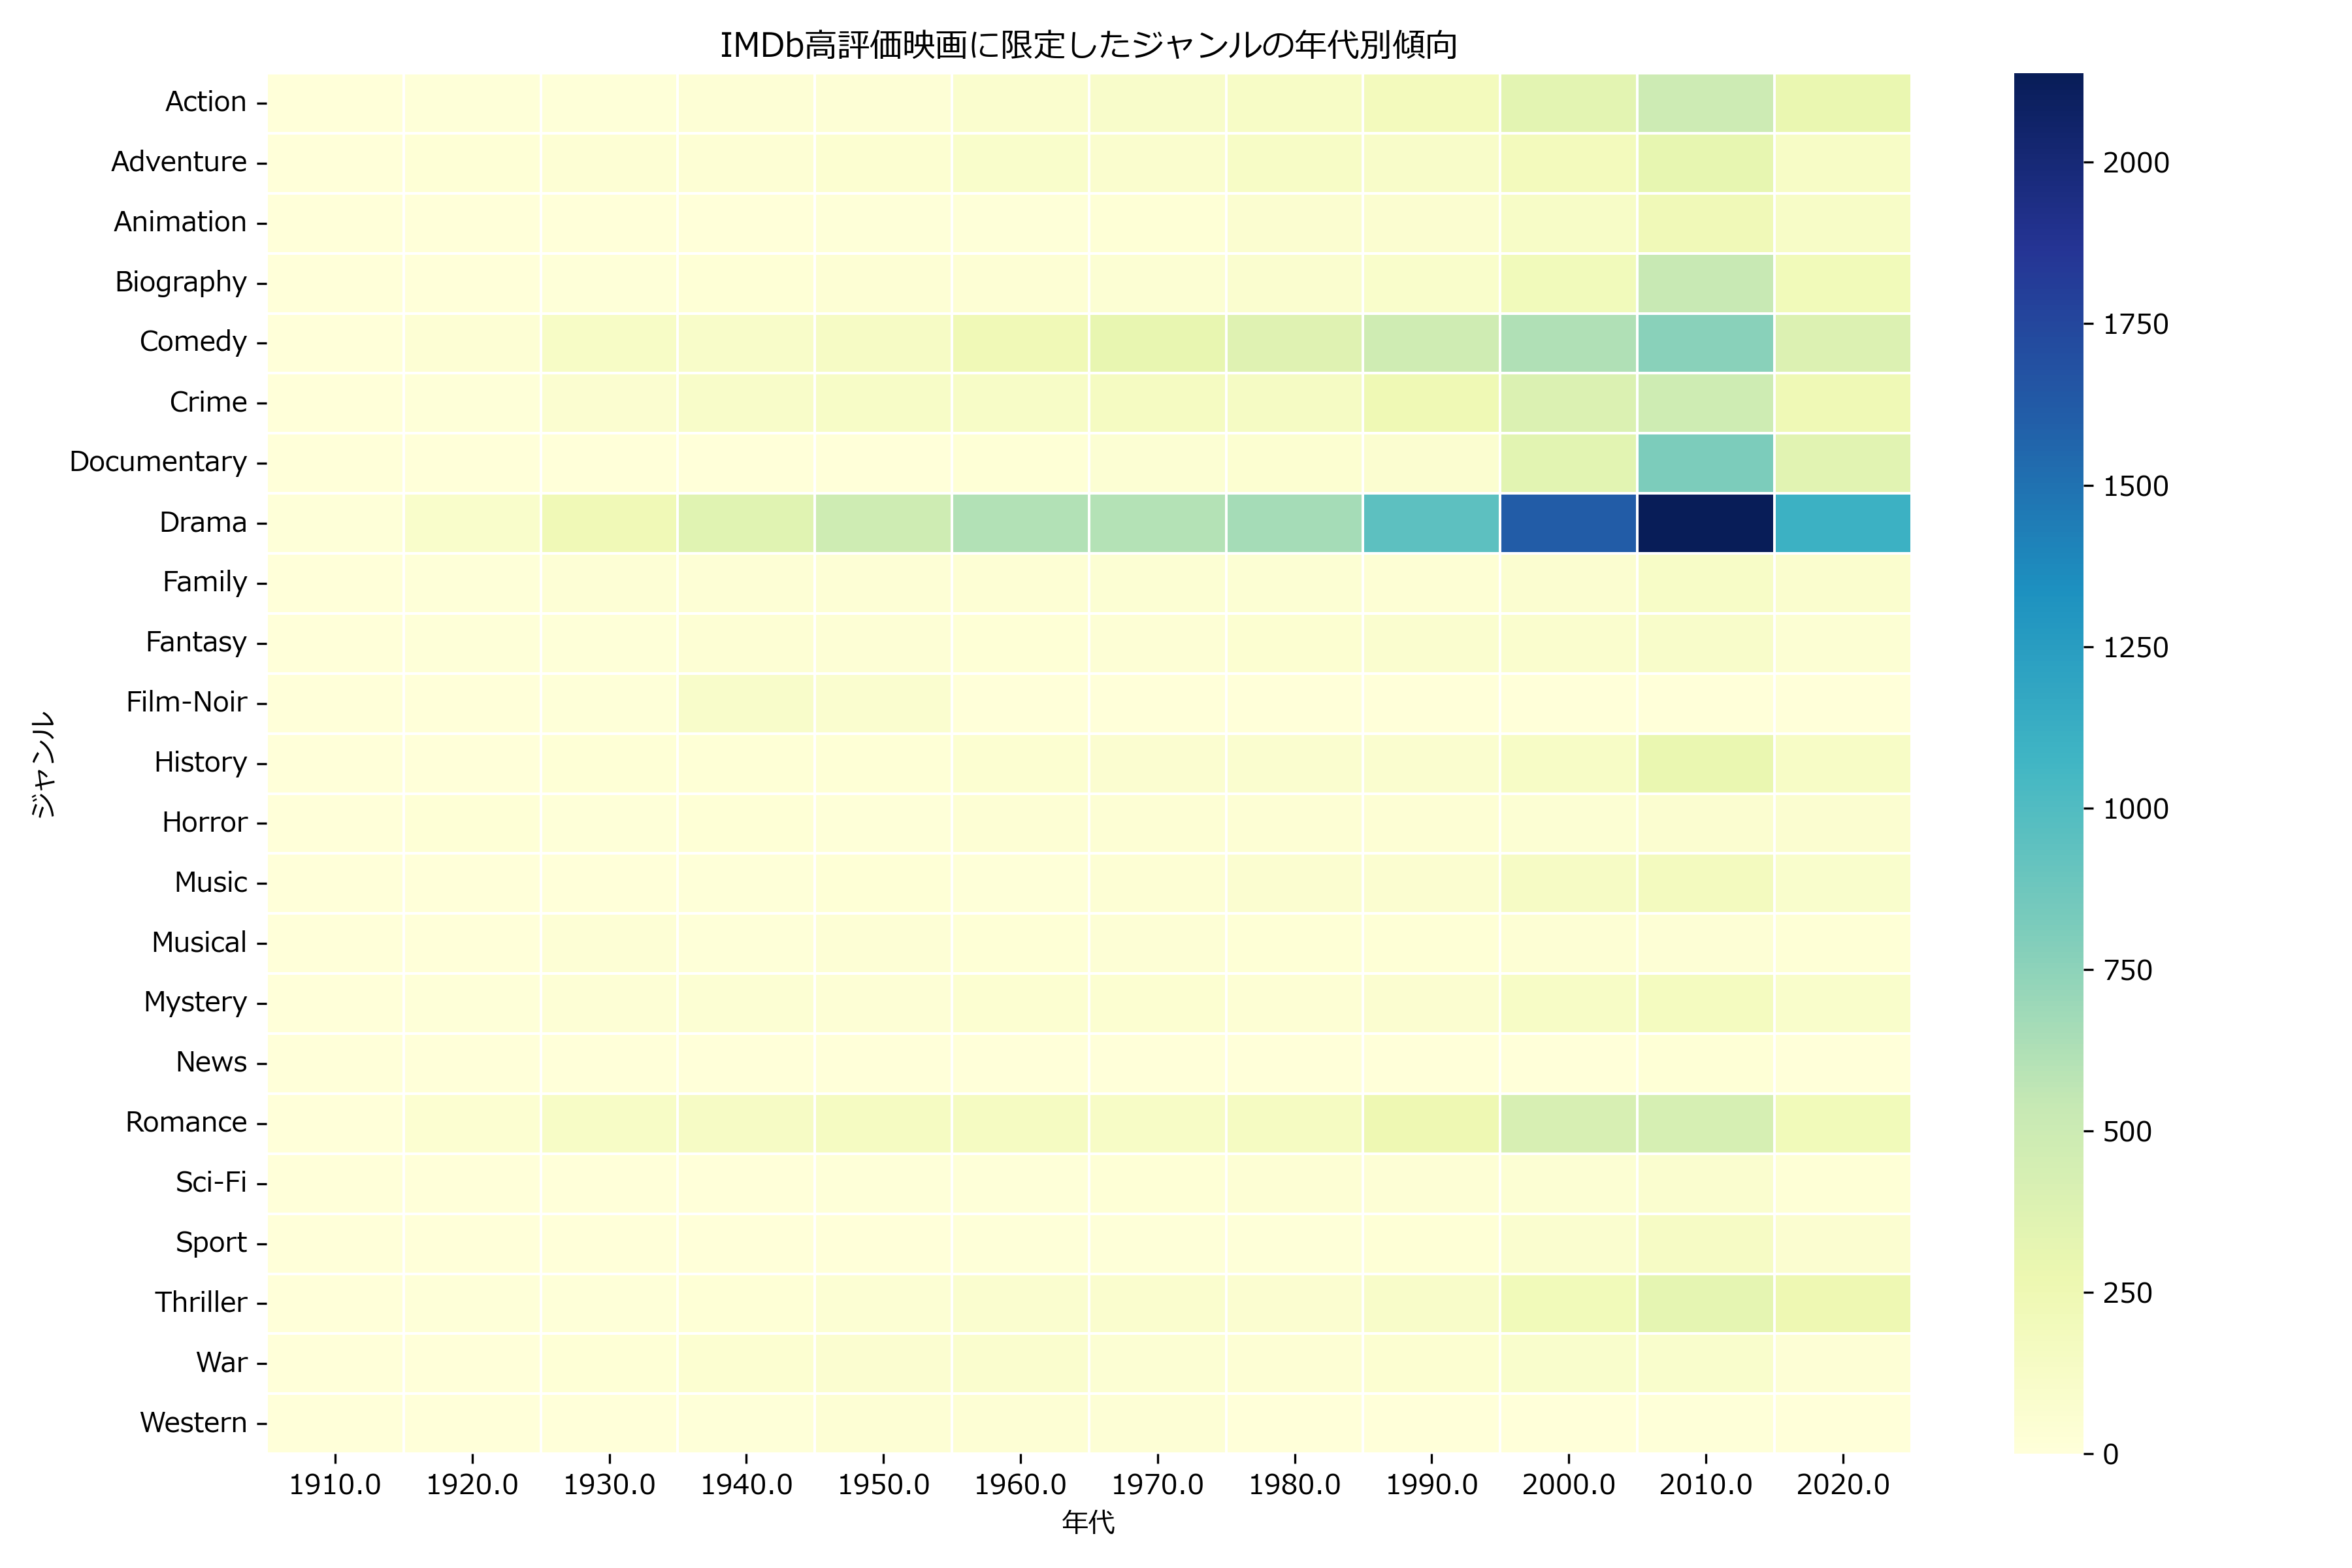 IMDb高評価映画に限定したジャンルの年代別傾向
ジャンル
Action
Adventure
Animation
Biography
Comedy
Crime
Documentary
Drama
Family
Fantasy
Film-Noir
History
Horror
Music
Musical
Mystery
News
Romance
Sci-Fi
Sport
Thriller
War
Western
1910.0 1920.0 1930.0 1940.0 1950.0 1960.0 1970.0 1980.0 1990.0 2000.0 2010.0 2020.0
年代
2000
1750
1500
1250
1000
750
500
250
0